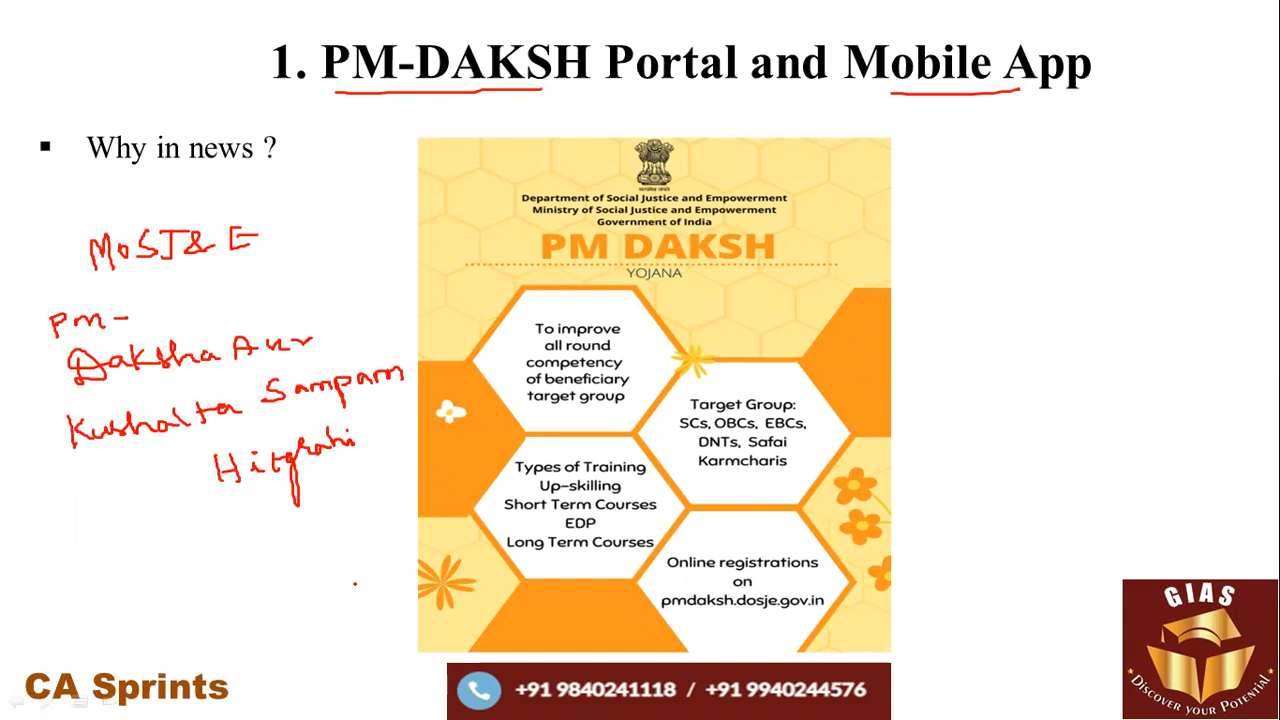 1. PM-DAKSH Portal and Mobile App
▪ Why in news ?
MoSJ& E
PM -
Daksha Aur
Kushalta Sampann
Hitgrahi
Department of Social Justice and Empowerment
Ministry of Social Justice and Empowerment
Government of India
PM DAKSH
YOJANA
To improve
all round
competency
of beneficiary
target group
Target Group:
SCs, OBCs, EBCs,
DNTs, Safai
Karmcharis
Types of Training
Up-skilling
Short Term Courses
EDP
Long Term Courses
Online registrations
on
pmdaksh.dosje.gov.in
CA Sprints
+91 9840241118 / +91 9940244576
GIAS
DISCOVER YOUR POTENTIAL